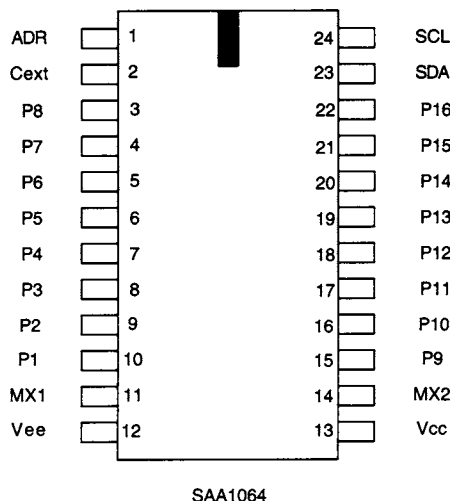 ADR 1 24 SCL
Cext 2 23 SDA
P8 3 22 P16
P7 4 21 P15
P6 5 20 P14
P5 6 19 P13
P4 7 18 P12
P3 8 17 P11
P2 9 16 P10
P1 10 15 P9
MX1 11 14 MX2
Vee 12 13 Vcc
SAA1064